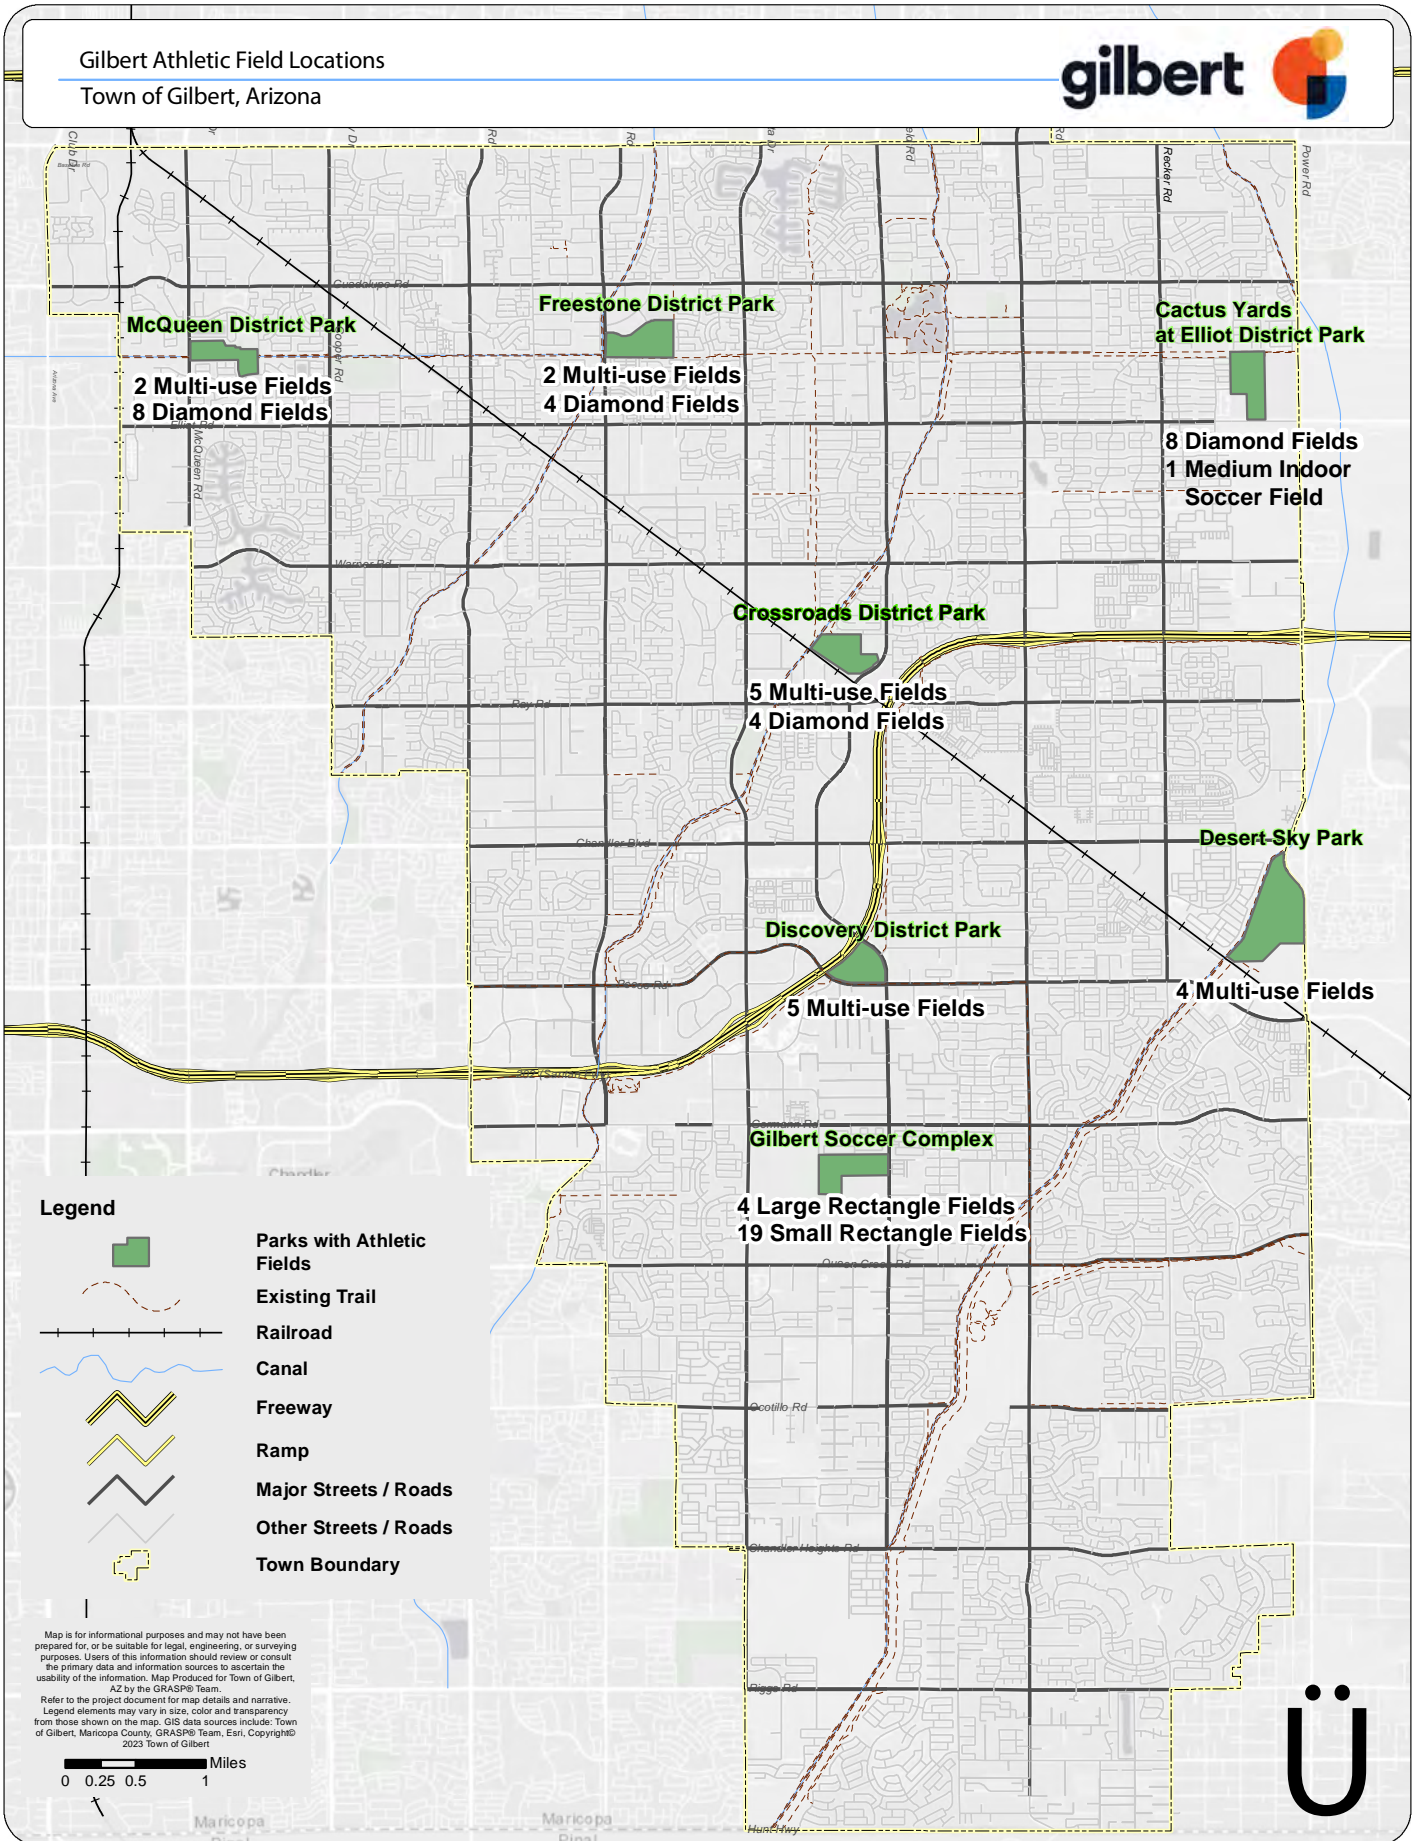 Gilbert Athletic Field Locations
Town of Gilbert, Arizona
gilbert
Club Dr
Rd
Rd
Rd
Recker Rd
Power Rd
Baseline Rd
Guadalupe Rd
Freestone District Park
McQueen District Park
Cactus Yards
at Elliot District Park
Cooper Rd
Arizona Ave
2 Multi-use Fields
8 Diamond Fields
2 Multi-use Fields
4 Diamond Fields
Elliot Rd
McQueen Rd
8 Diamond Fields
1 Medium Indoor
Soccer Field
Warner Rd
Crossroads District Park
5 Multi-use Fields
4 Diamond Fields
Ray Rd
Chandler Blvd
Desert Sky Park
Discovery District Park
Pecos Rd
4 Multi-use Fields
5 Multi-use Fields
Germann Rd
Gilbert Soccer Complex
4 Large Rectangle Fields
19 Small Rectangle Fields
Queen Creek Rd
Chandler
Ocotillo Rd
Chandler Heights Rd
Riggs Rd
Hunt Hwy
Legend
Parks with Athletic
Fields
Existing Trail
Railroad
Canal
Freeway
Ramp
Major Streets / Roads
Other Streets / Roads
Town Boundary
Map is for informational purposes and may not have been
prepared for, or be suitable for legal, engineering, or surveying
purposes. Users of this information should review or consult
the primary data and information sources to ascertain the
usability of the information. Map Produced for Town of Gilbert,
AZ by the GRASP® Team.
Refer to the project document for map details and narrative.
Legend elements may vary in size, color and transparency
from those shown on the map. GIS data sources include: Town
of Gilbert, Maricopa County, GRASP® Team, Esri, Copyright©
2023 Town of Gilbert
Miles
0 0.25 0.5 1
Maricopa
Pinal
Maricopa
Pinal
Ü